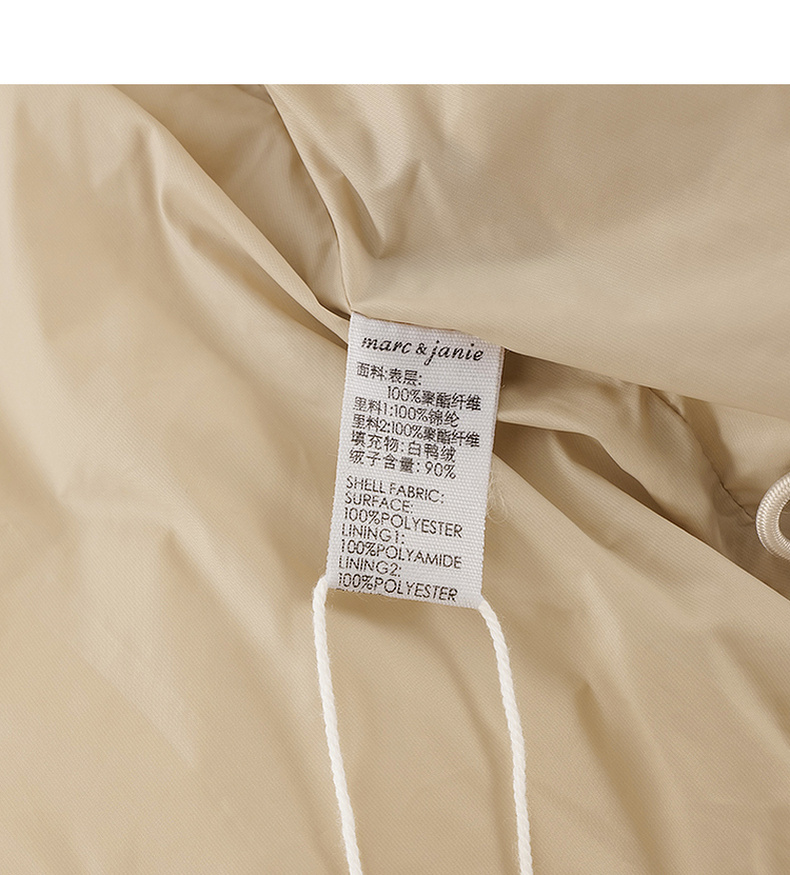 marc & janie
面料:表层:
100%聚酯纤维
里料1:100%锦纶
里料2:100%聚酯纤维
填充物:白鸭绒
绒子含量:90%
SHELL FABRIC:
SURFACE:
100%POLYESTER
LINING1:
100%POLYAMIDE
LINING2:
100%POLYESTER